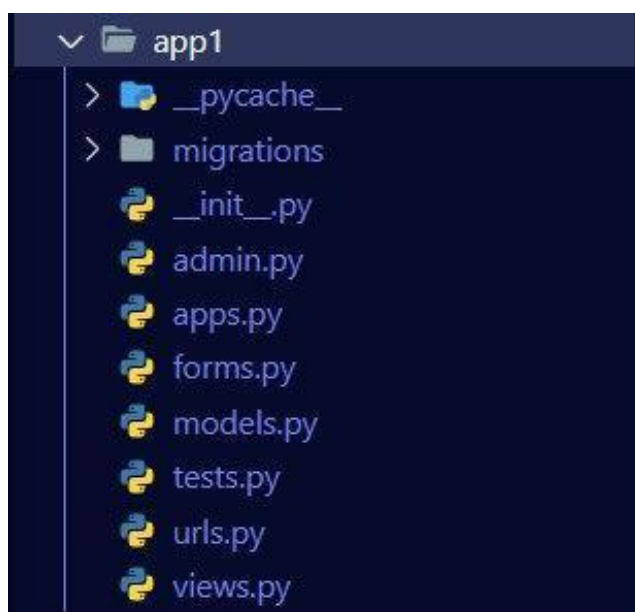 app1
__pycache__
migrations
__init__.py
admin.py
apps.py
forms.py
models.py
tests.py
urls.py
views.py